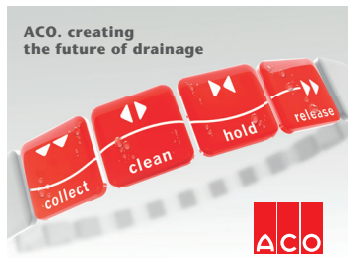 ACO. creating
the future of drainage
collect
clean
hold
release
ACO